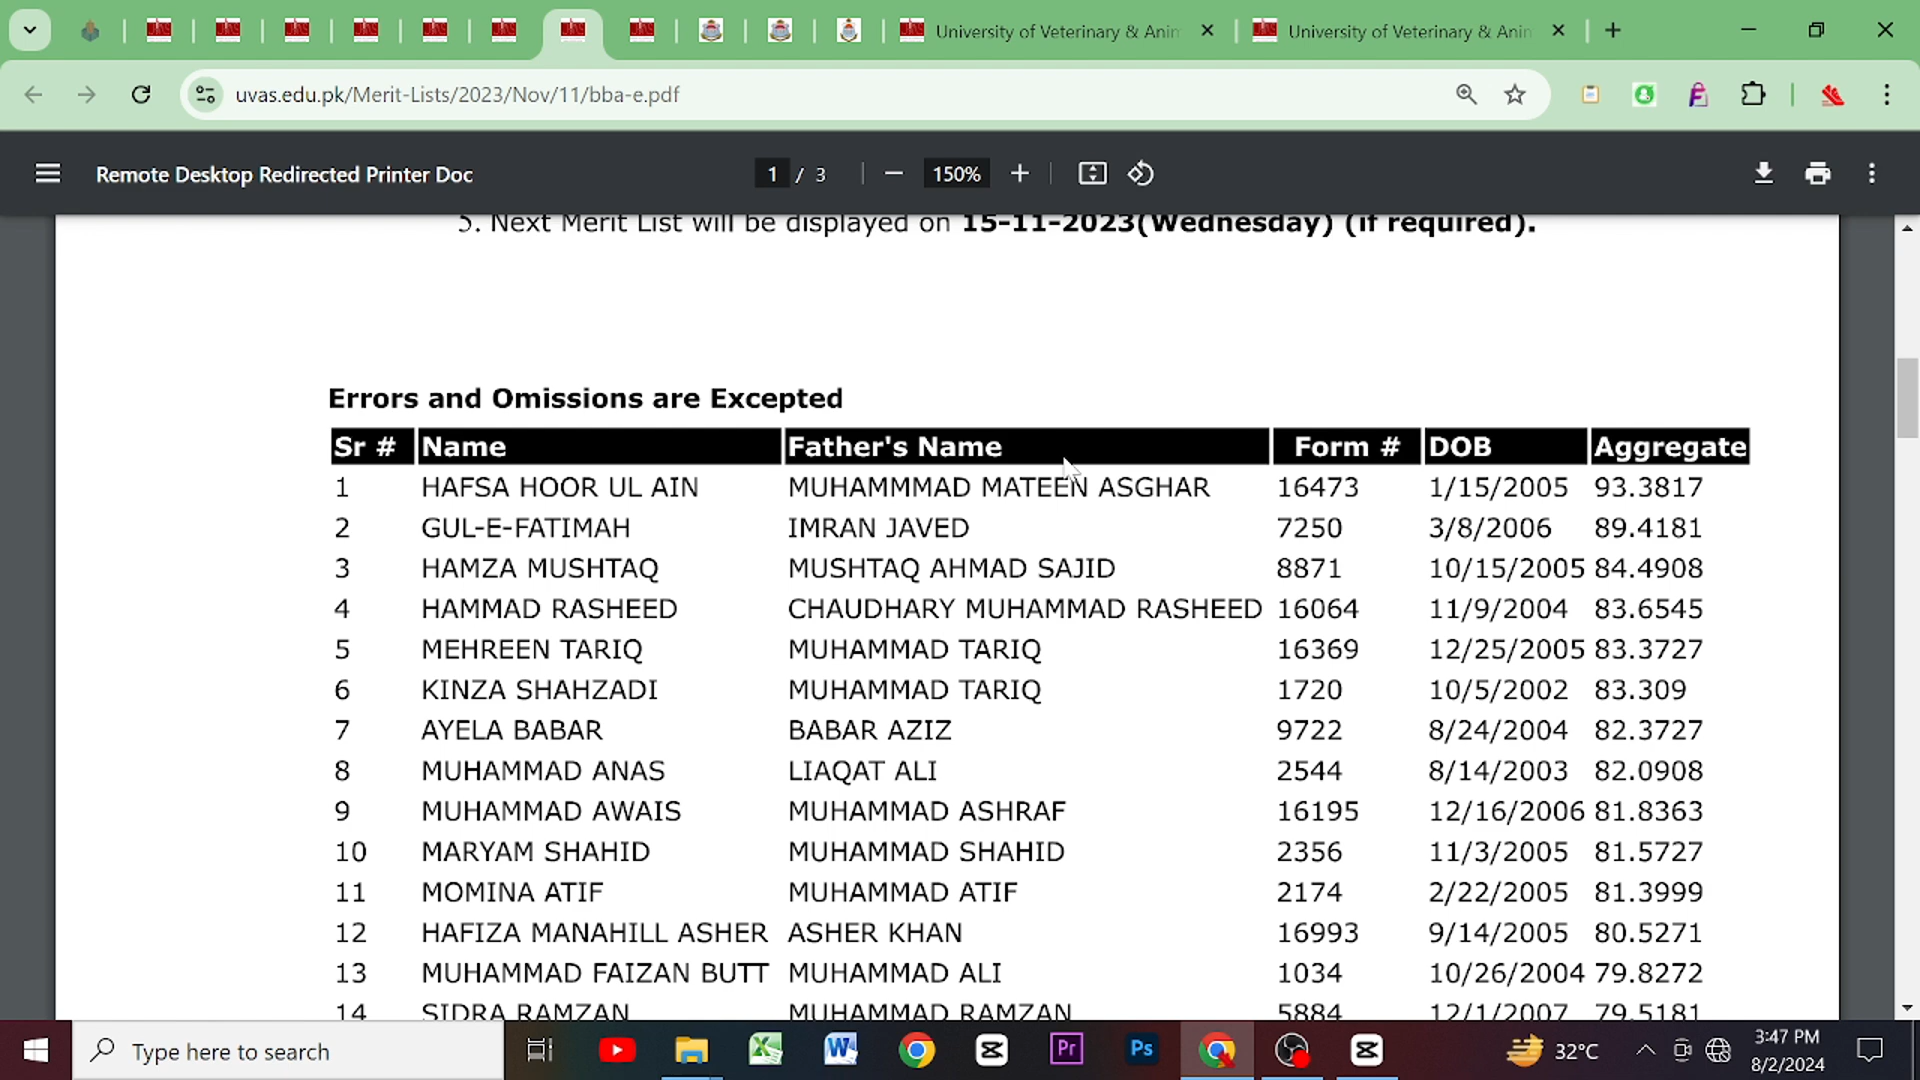 University of Veterinary & Anim
University of Veterinary & Anim
uvas.edu.pk/Merit-Lists/2023/Nov/11/bba-e.pdf
Remote Desktop Redirected Printer Doc
1 / 3
150%
5. Next Merit List will be displayed on 15-11-2023(Wednesday) (if required).
Errors and Omissions are Excepted
Sr # Name Father's Name Form # DOB Aggregate
1 HAFSA HOOR UL AIN MUHAMMMAD MATEEN ASGHAR 16473 1/15/2005 93.3817
2 GUL-E-FATIMAH IMRAN JAVED 7250 3/8/2006 89.4181
3 HAMZA MUSHTAQ MUSHTAQ AHMAD SAJID 8871 10/15/2005 84.4908
4 HAMMAD RASHEED CHAUDHARY MUHAMMAD RASHEED 16064 11/9/2004 83.6545
5 MEHREEN TARIQ MUHAMMAD TARIQ 16369 12/25/2005 83.3727
6 KINZA SHAHZADI MUHAMMAD TARIQ 1720 10/5/2002 83.309
7 AYELA BABAR BABAR AZIZ 9722 8/24/2004 82.3727
8 MUHAMMAD ANAS LIAQAT ALI 2544 8/14/2003 82.0908
9 MUHAMMAD AWAIS MUHAMMAD ASHRAF 16195 12/16/2006 81.8363
10 MARYAM SHAHID MUHAMMAD SHAHID 2356 11/3/2005 81.5727
11 MOMINA ATIF MUHAMMAD ATIF 2174 2/22/2005 81.3999
12 HAFIZA MANAHILL ASHER ASHER KHAN 16993 9/14/2005 80.5271
13 MUHAMMAD FAIZAN BUTT MUHAMMAD ALI 1034 10/26/2004 79.8272
14 SIDRA RAMZAN MUHAMMAD RAMZAN 5884 12/1/2007 79.5181
Type here to search
Pr
Ps
32°C
3:47 PM
8/2/2024